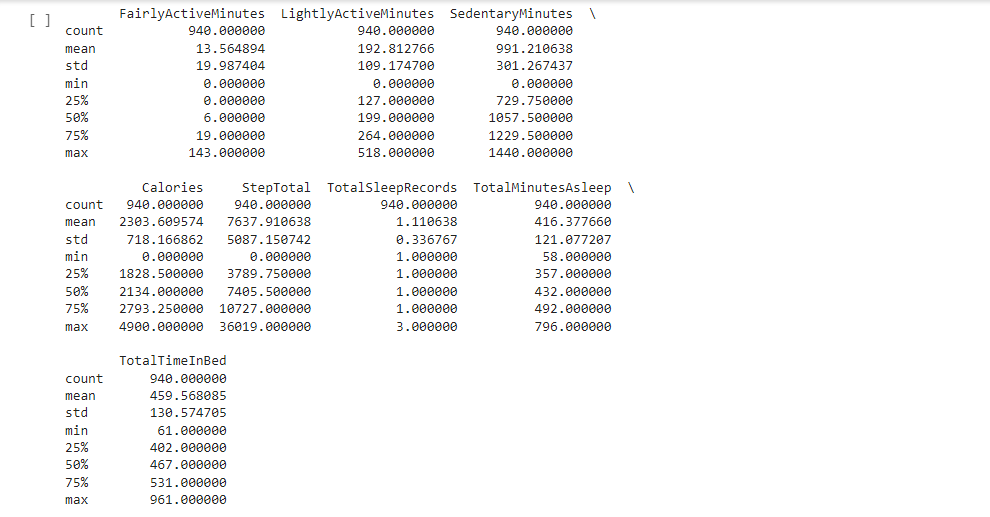 [ ]
FairlyActiveMinutes LightlyActiveMinutes SedentaryMinutes \
count 940.000000 940.000000 940.000000
mean 13.564894 192.812766 991.210638
std 19.987404 109.174700 301.267437
min 0.000000 0.000000 0.000000
25% 0.000000 127.000000 729.750000
50% 6.000000 199.000000 1057.500000
75% 19.000000 264.000000 1229.500000
max 143.000000 518.000000 1440.000000
Calories StepTotal TotalSleepRecords TotalMinutesAsleep \
count 940.000000 940.000000 940.000000 940.000000
mean 2303.609574 7637.910638 1.110638 416.377660
std 718.166862 5087.150742 0.336767 121.077207
min 0.000000 0.000000 1.000000 58.000000
25% 1828.500000 3789.750000 1.000000 357.000000
50% 2134.000000 7405.500000 1.000000 432.000000
75% 2793.250000 10727.000000 1.000000 492.000000
max 4900.000000 36019.000000 3.000000 796.000000
TotalTimeInBed
count 940.000000
mean 459.568085
std 130.574705
min 61.000000
25% 402.000000
50% 467.000000
75% 531.000000
max 961.000000